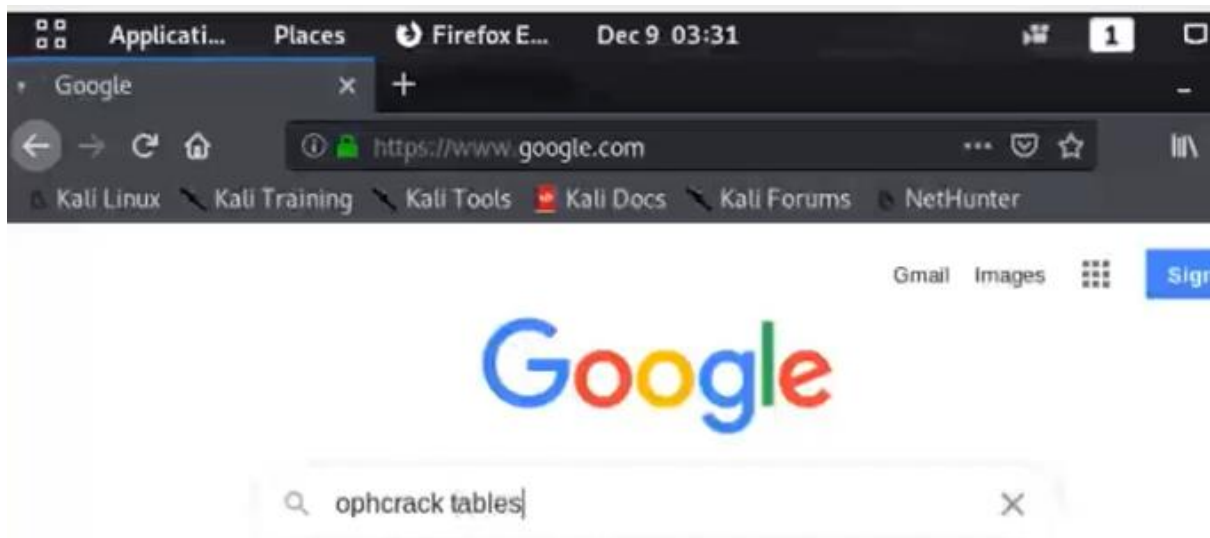 Applicati... Places Firefox E... Dec 9 03:31 1
Google
https://www.google.com
Kali Linux Kali Training Kali Tools Kali Docs Kali Forums NetHunter
Gmail Images Sign
Google
ophcrack tables